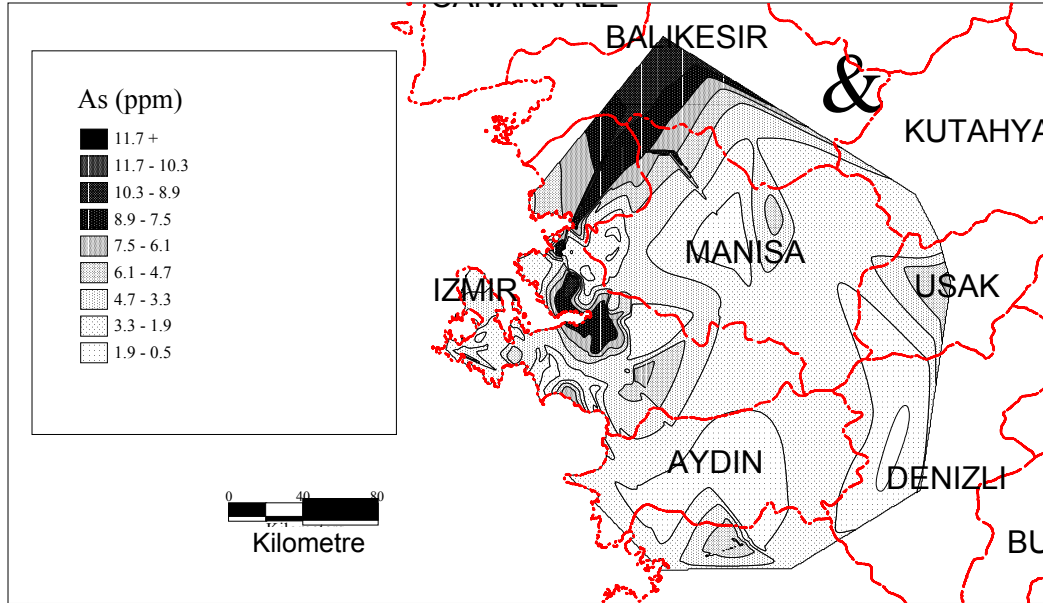 ÇANAKKALE
BALIKESIR
&
KUTAHYA
As (ppm)
11.7 +
11.7 - 10.3
10.3 - 8.9
8.9 - 7.5
7.5 - 6.1
6.1 - 4.7
4.7 - 3.3
3.3 - 1.9
1.9 - 0.5
MANISA
IZMIR
USAK
AYDIN
DENIZLI
0 40 80
Kilometre
BU